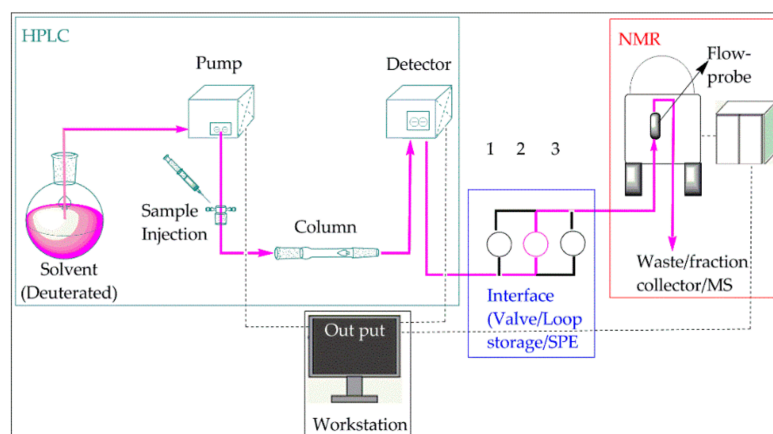 HPLC
Pump
Detector
Sample
Injection
Column
Solvent
(Deuterated)
1 2 3
Interface
(Valve/Loop
storage/SPE
NMR
Flow-
probe
Waste/fraction
collector/MS
Out put
Workstation